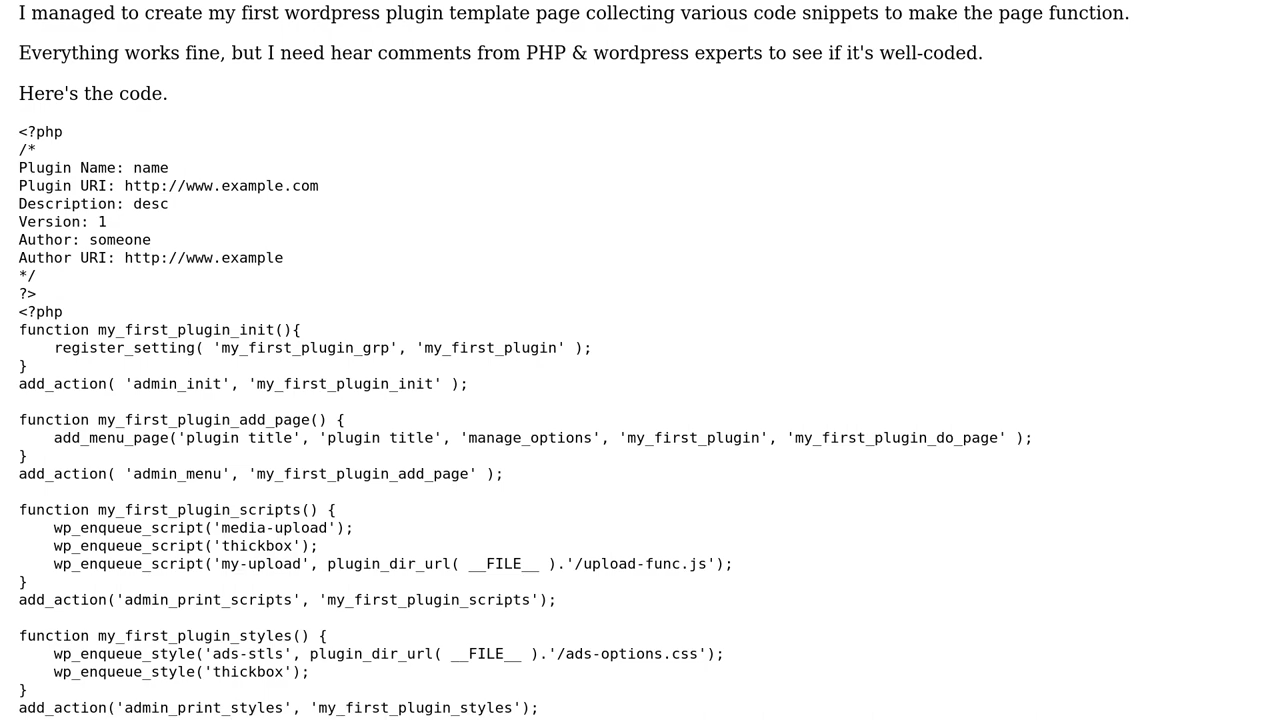 I managed to create my first wordpress plugin template page collecting various code snippets to make the page function.
Everything works fine, but I need hear comments from PHP & wordpress experts to see if it's well-coded.
Here's the code.
<?php
/*
Plugin Name: name
Plugin URI: http://www.example.com
Description: desc
Version: 1
Author: someone
Author URI: http://www.example
*/
?>
<?php
function my_first_plugin_init(){
    register_setting( 'my_first_plugin_grp', 'my_first_plugin' );
}
add_action( 'admin_init', 'my_first_plugin_init' );

function my_first_plugin_add_page() {
    add_menu_page('plugin title', 'plugin title', 'manage_options', 'my_first_plugin', 'my_first_plugin_do_page' );
}
add_action( 'admin_menu', 'my_first_plugin_add_page' );

function my_first_plugin_scripts() {
    wp_enqueue_script('media-upload');
    wp_enqueue_script('thickbox');
    wp_enqueue_script('my-upload', plugin_dir_url( __FILE__ ).'/upload-func.js');
}
add_action('admin_print_scripts', 'my_first_plugin_scripts');

function my_first_plugin_styles() {
    wp_enqueue_style('ads-stls', plugin_dir_url( __FILE__ ).'/ads-options.css');
    wp_enqueue_style('thickbox');
}
add_action('admin_print_styles', 'my_first_plugin_styles');